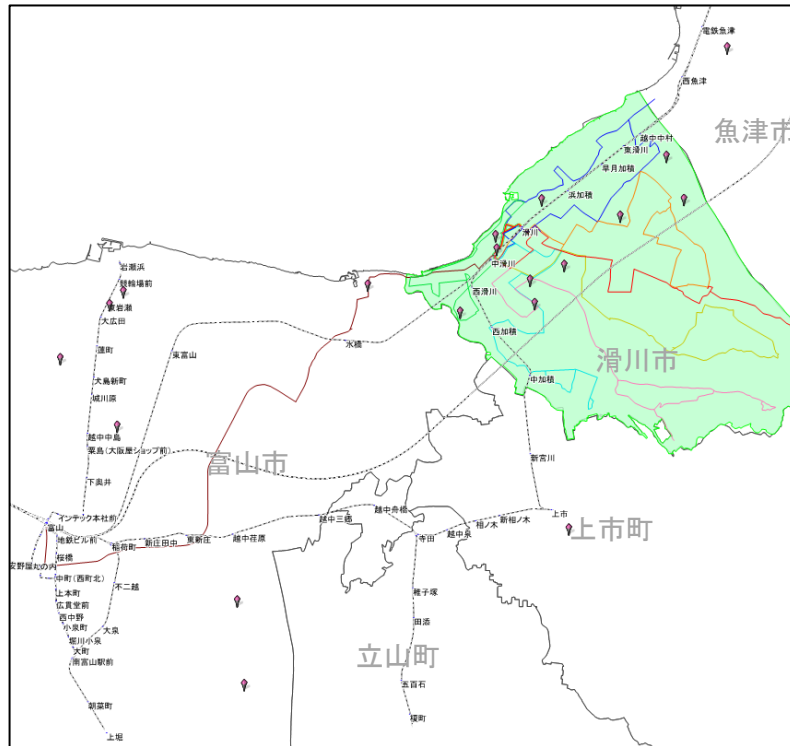 電鉄魚津
西魚津
魚津市
越中中村
東滑川
早月加積
浜加積
滑川
中滑川
西滑川
西加積
中加積
滑川市
岩瀬浜
競輪場前
東岩瀬
大広田
蓮町
東富山
水橋
犬島新町
城川原
越中中島
粟島(大阪屋ショップ前)
富山市
下奥井
新宮川
インテック本社前
富山
地鉄ビル前
稲荷町
新庄田中
東新庄
越中荏原
越中三郷
越中舟橋
寺田
越中泉
相ノ木
新相ノ木
上市
上市町
安野屋
丸の内
桜橋
中町(西町北)
不二越
上本町
広貫堂前
西中野
小泉町
大泉
堀川小泉
大町
南富山駅前
稚子塚
田添
立山町
五百石
榎町
朝菜町
上堀